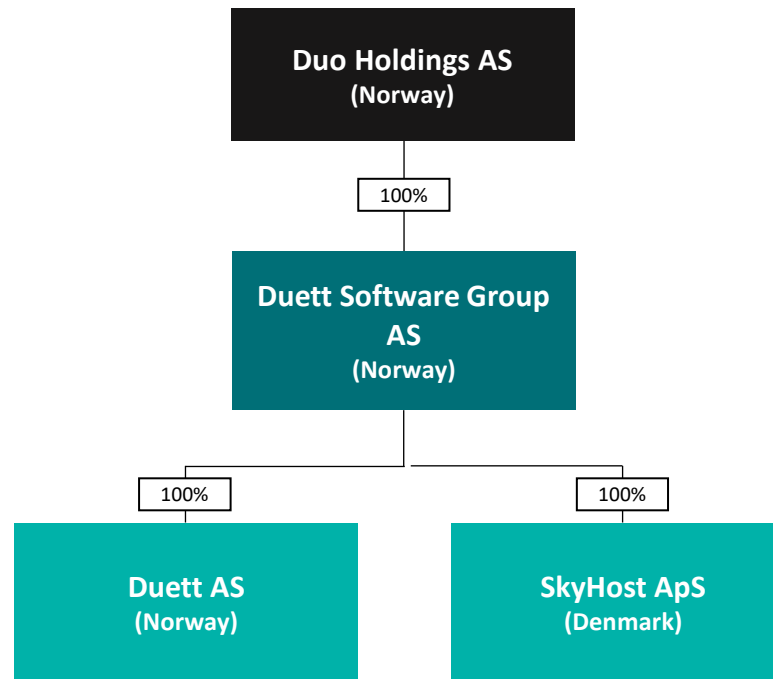 Duo Holdings AS
(Norway)
100%
Duett Software Group
AS
(Norway)
100%
100%
Duett AS
(Norway)
SkyHost ApS
(Denmark)